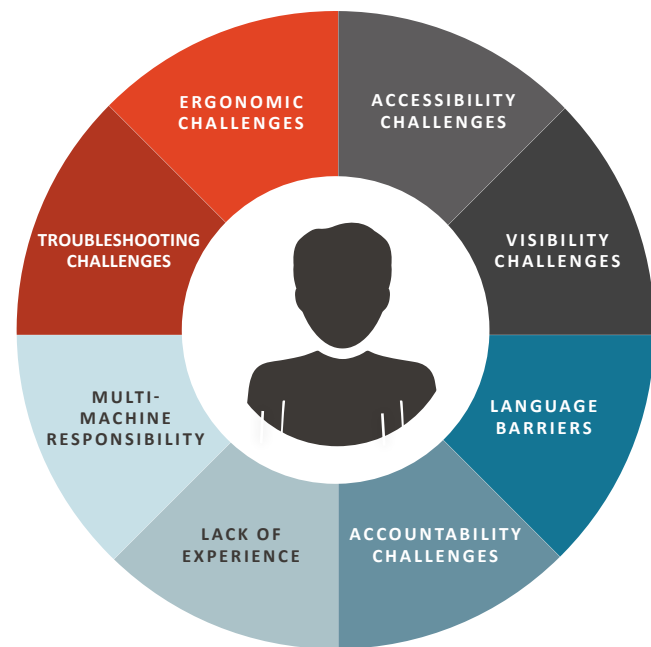 ERGONOMIC
CHALLENGES
ACCESSIBILITY
CHALLENGES
VISIBILITY
CHALLENGES
LANGUAGE
BARRIERS
ACCOUNTABILITY
CHALLENGES
LACK OF
EXPERIENCE
MULTI-
MACHINE
RESPONSIBILITY
TROUBLESHOOTING
CHALLENGES